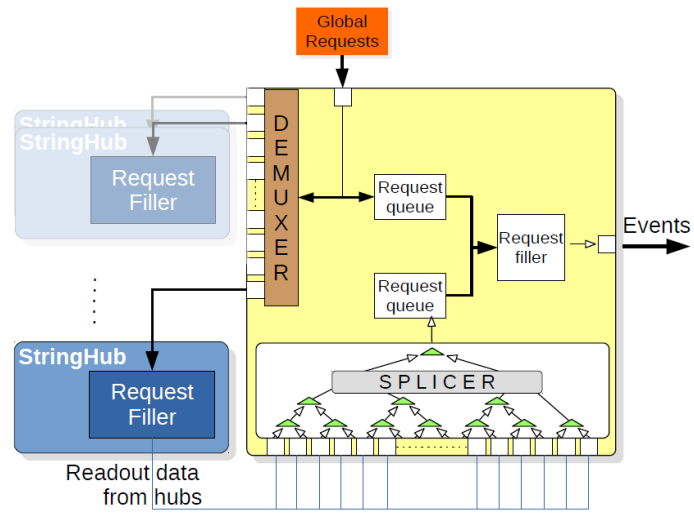 Global
Requests
StringHub
StringHub
Request
Filler
D
E
M
U
X
E
R
Request
queue
Request
filler
Events
Request
queue
StringHub
Request
Filler
SPLICER
Readout data
from hubs